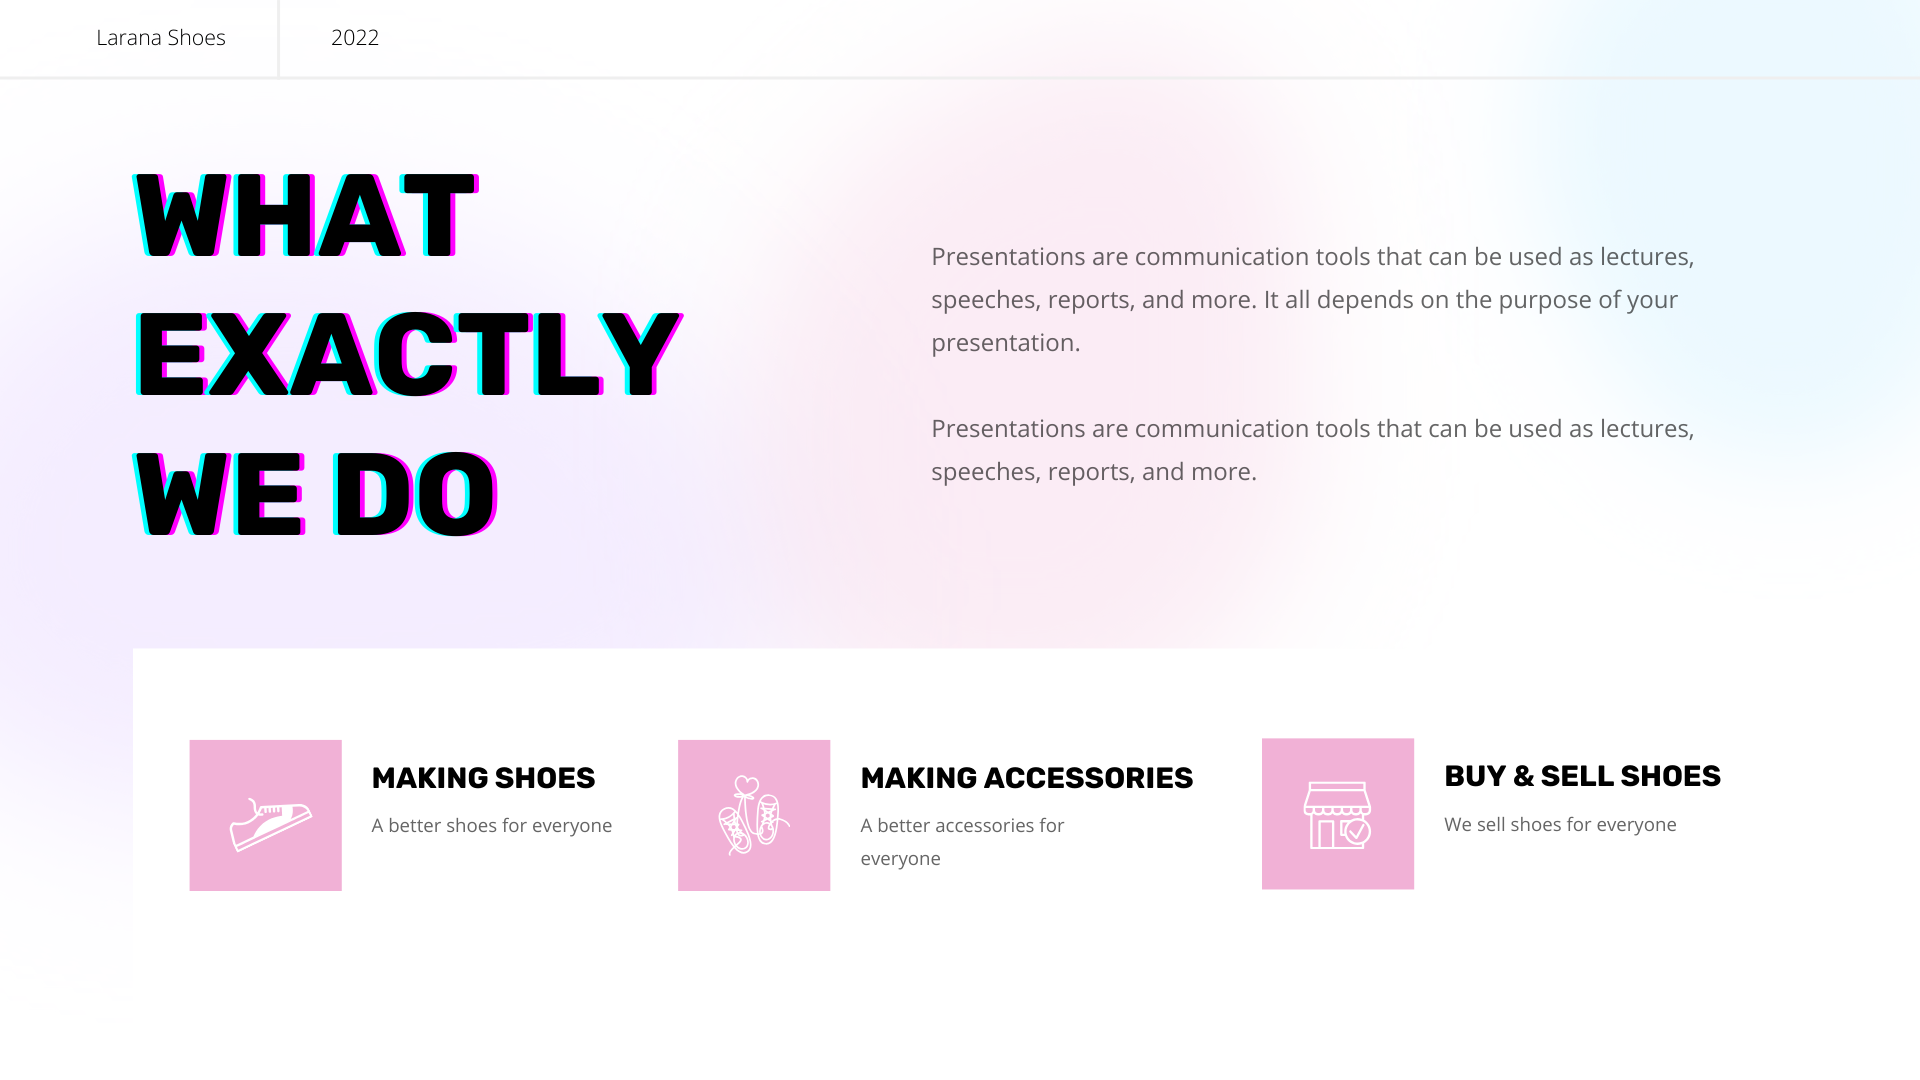 Larana Shoes
2022
WHAT
EXACTLY
WE DO
Presentations are communication tools that can be used as lectures,
speeches, reports, and more. It all depends on the purpose of your
presentation.
Presentations are communication tools that can be used as lectures,
speeches, reports, and more.
MAKING SHOES
A better shoes for everyone
MAKING ACCESSORIES
A better accessories for
everyone
BUY & SELL SHOES
We sell shoes for everyone